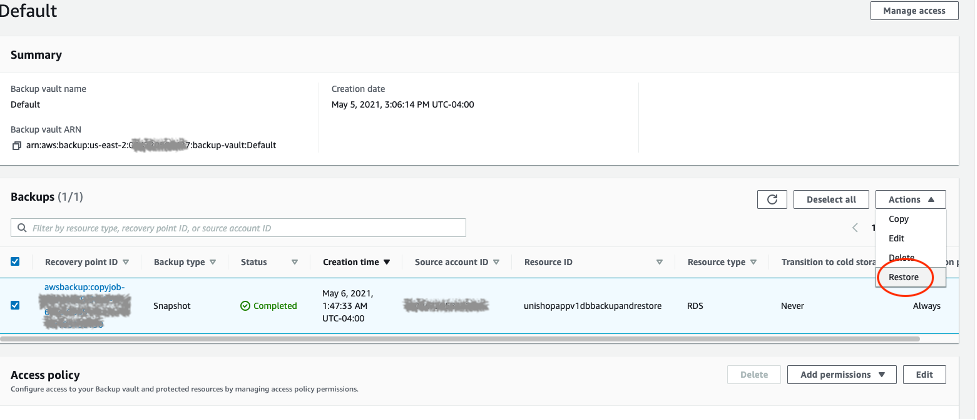 Default
Manage access
Summary
Backup vault name
Default
Creation date
May 5, 2021, 3:06:14 PM UTC-04:00
Backup vault ARN
arn:aws:backup:us-east-2: 7:backup-vault:Default
Backups (1/1)
Deselect all
Actions
Filter by resource type, recovery point ID, or source account ID
1
Copy
Edit
Delete
Restore
Recovery point ID
Backup type
Status
Creation time
Source account ID
Resource ID
Resource type
Transition to cold stora
on p
awsbackup:copyjob-
Snapshot
Completed
May 6, 2021,
1:47:33 AM
UTC-04:00
unishopappv1dbbackupandrestore
RDS
Never
Always
Access policy
Configure access to your Backup vault and protected resources by managing access policy permissions.
Delete
Add permissions
Edit